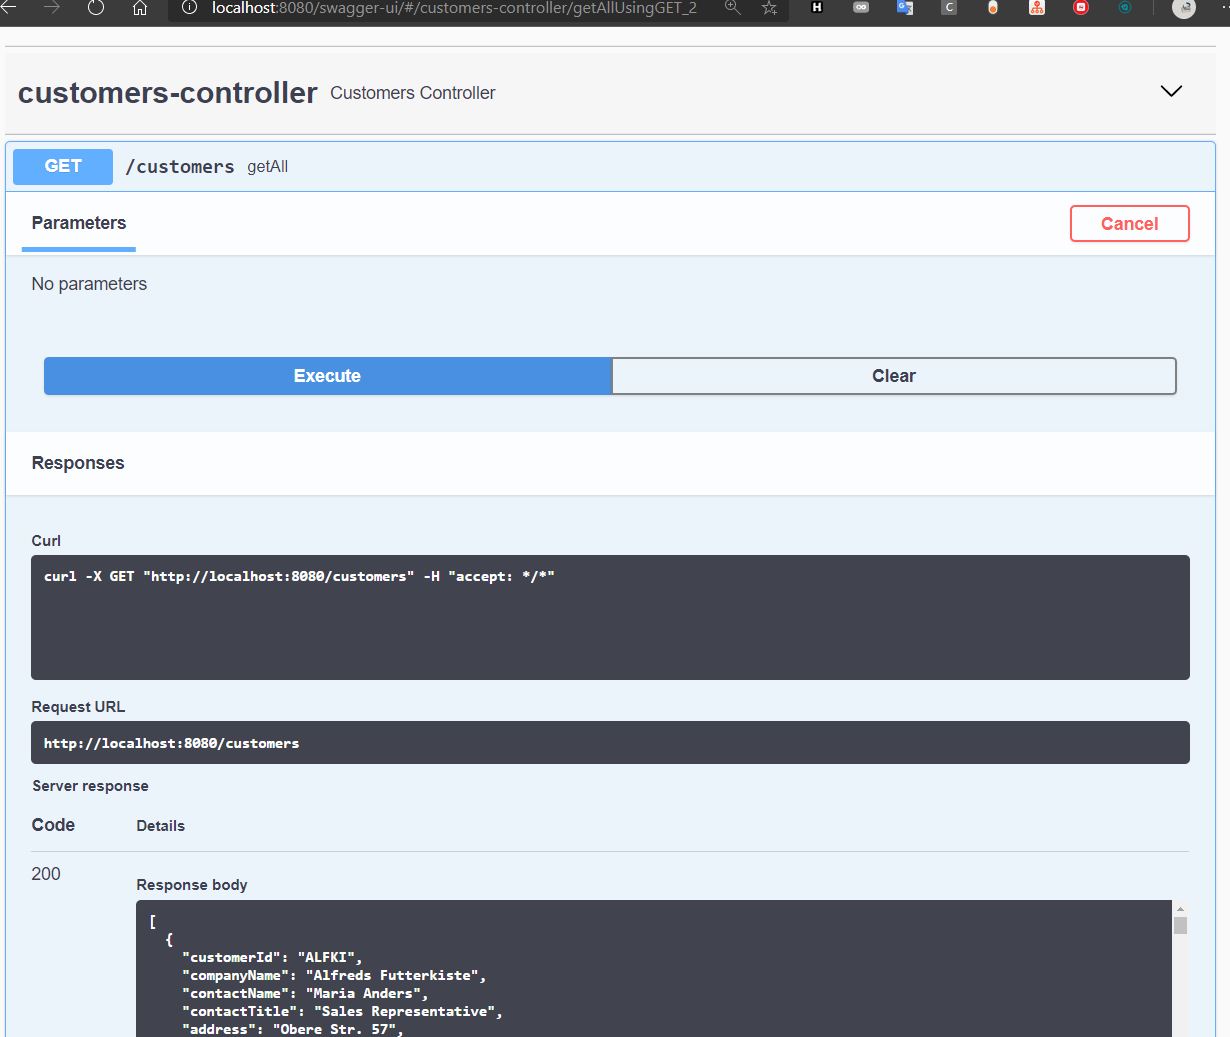 localhost:8080/swagger-ui/#/customers-controller/getAllUsingGET_2
customers-controller Customers Controller
GET /customers getAll
Parameters
Cancel
No parameters
Execute
Clear
Responses
Curl
curl -X GET "http://localhost:8080/customers" -H "accept: */*"
Request URL
http://localhost:8080/customers
Server response
Code Details
200
Response body
[
{
"customerId": "ALFKI",
"companyName": "Alfreds Futterkiste",
"contactName": "Maria Anders",
"contactTitle": "Sales Representative",
"address": "Obere Str. 57",